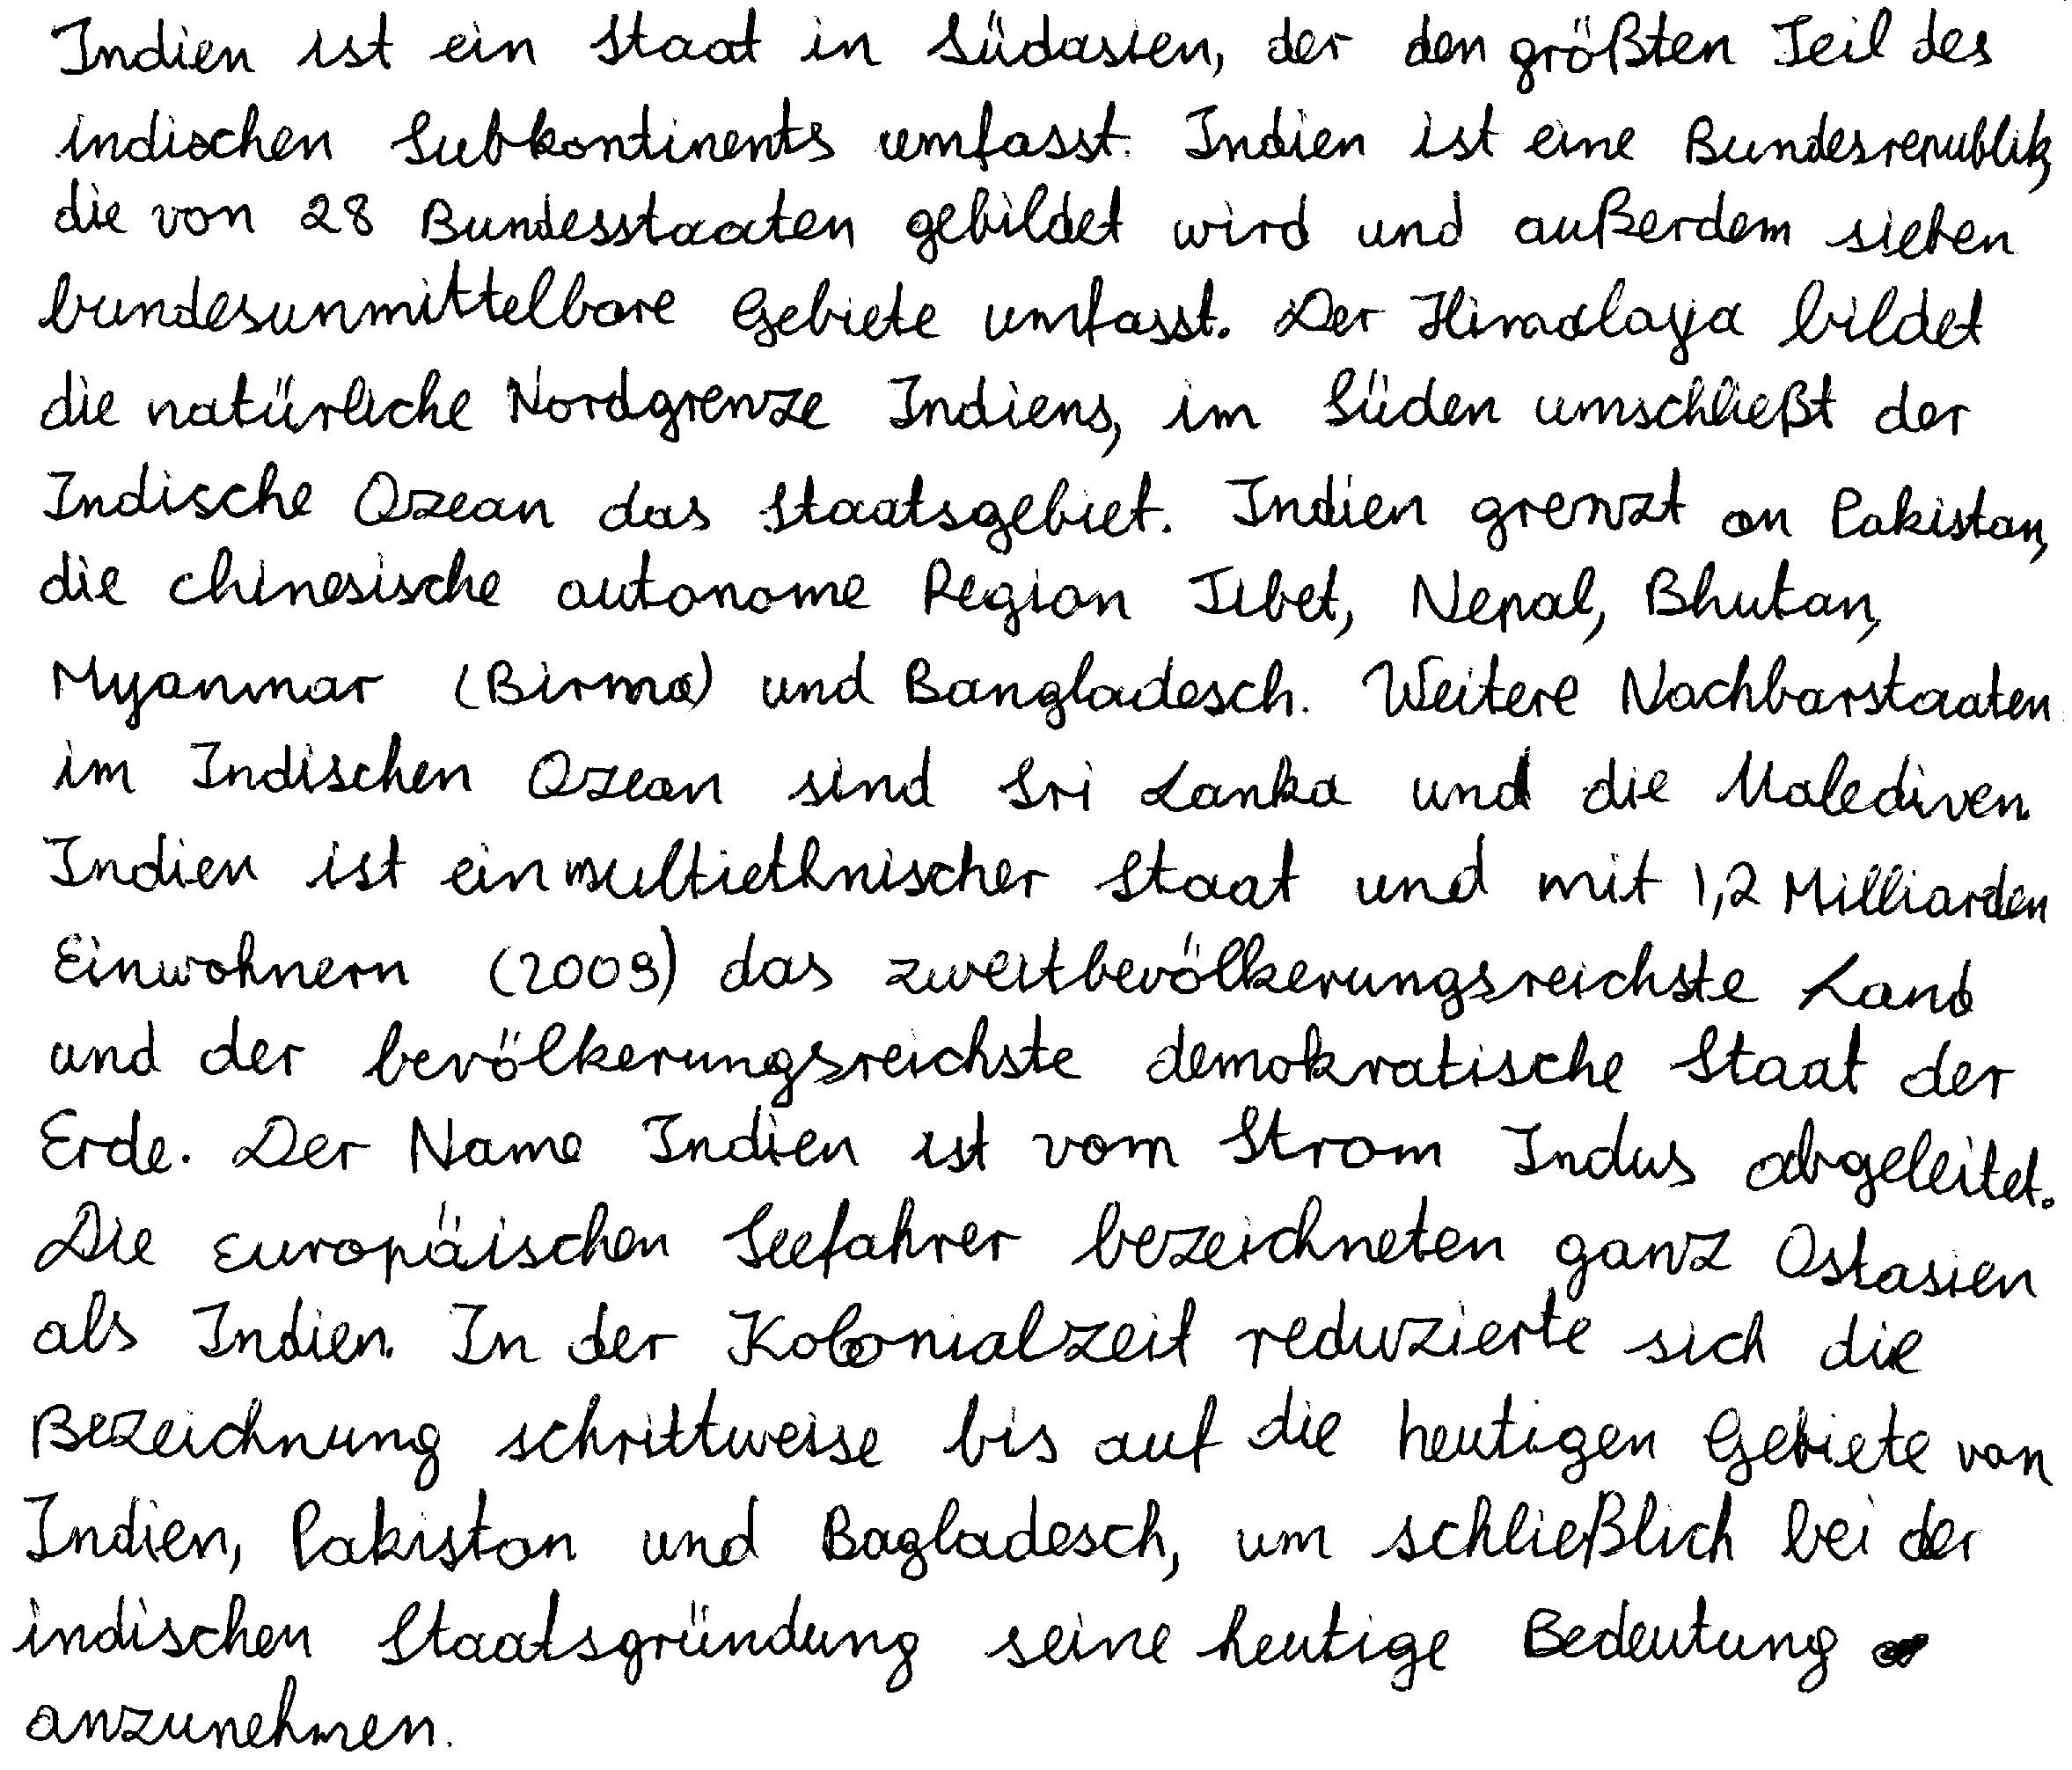 Indien ist ein Staat in Südasien, der den größten Teil des
indischen Subkontinents umfasst. Indien ist eine Bundesrepublik,
die von 28 Bundesstaaten gebildet wird und außerdem sieben
bundesunmittelbare Gebiete umfasst. Der Himalaya bildet
die natürliche Nordgrenze Indiens, im Süden umschließt der
Indische Ozean das Staatsgebiet. Indien grenzt an Pakistan,
die chinesische autonome Region Tibet, Nepal, Bhutan,
Myanmar (Birma) und Bangladesch. Weitere Nachbarstaaten
im Indischen Ozean sind Sri Lanka und die Malediven.
Indien ist ein multiethnischer Staat und mit 1,2 Milliarden
Einwohnern (2009) das zweitbevölkerungsreichste Land
und der bevölkerungsreichste demokratische Staat der
Erde. Der Name Indien ist vom Strom Indus abgeleitet.
Die europäischen Seefahrer bezeichneten ganz Ostasien
als Indien. In der Kolonialzeit reduzierte sich die
Bezeichnung schrittweise bis auf die heutigen Gebiete von
Indien, Pakistan und Bagladesch, um schließlich bei der
indischen Staatsgründung seine heutige Bedeutung
anzunehmen.